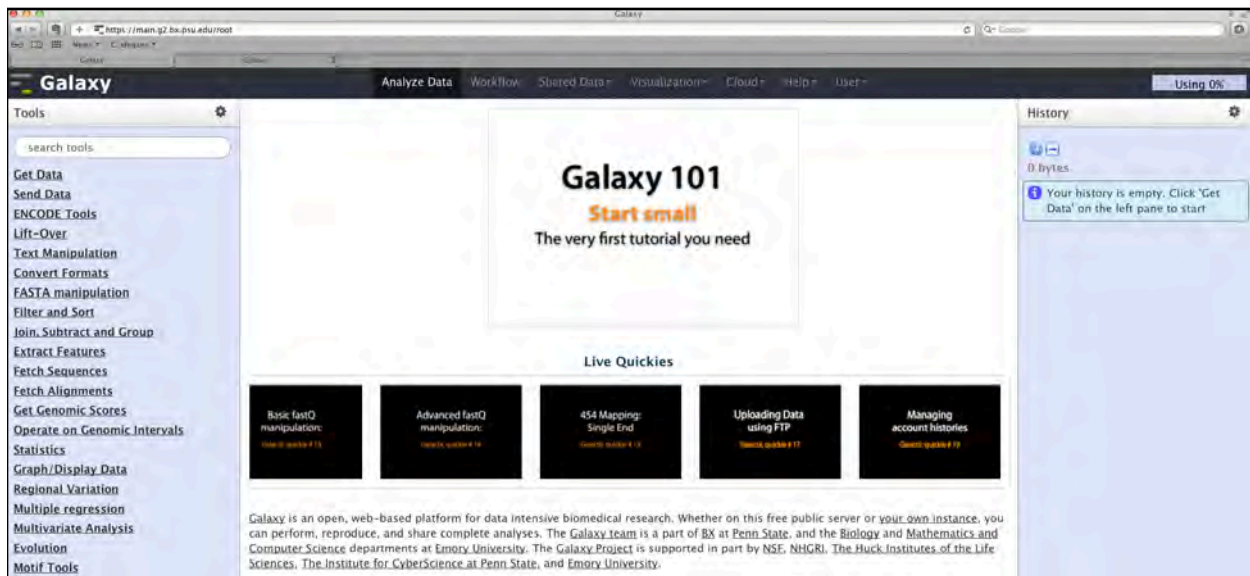 Galaxy
https://main.g2.bx.psu.edu/root
Galaxy
Galaxy Analyze Data Workflow Shared Data Visualization Cloud Help User Using 0%
Tools
search tools
Get Data
Send Data
ENCODE Tools
Lift-Over
Text Manipulation
Convert Formats
FASTA manipulation
Filter and Sort
Join, Subtract and Group
Extract Features
Fetch Sequences
Fetch Alignments
Get Genomic Scores
Operate on Genomic Intervals
Statistics
Graph/Display Data
Regional Variation
Multiple regression
Multivariate Analysis
Evolution
Motif Tools
Galaxy 101
Start small
The very first tutorial you need
Live Quickies
Basic fastQ
manipulation:
Advanced fastQ
manipulation:
454 Mapping:
Single End
Uploading Data
using FTP
Managing
account histories
Galaxy is an open, web-based platform for data intensive biomedical research. Whether on this free public server or your own instance, you
can perform, reproduce, and share complete analyses. The Galaxy team is a part of BX at Penn State, and the Biology and Mathematics and
Computer Science departments at Emory University. The Galaxy Project is supported in part by NSF, NHGRI, The Huck Institutes of the Life
Sciences, The Institute for CyberScience at Penn State, and Emory University.
History
0 bytes
Your history is empty. Click 'Get
Data' on the left pane to start